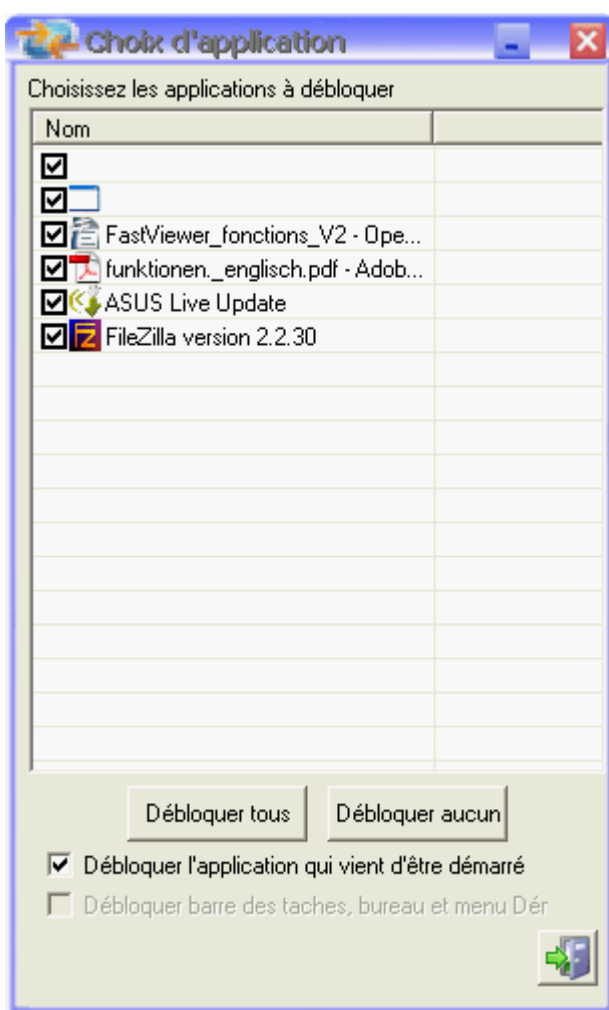 Choix d'application
Choisissez les applications à débloquer
Nom
FastViewer_fonctions_V2 - Ope...
funktionen._englisch.pdf - Adob...
ASUS Live Update
FileZilla version 2.2.30
Débloquer tous Débloquer aucun
Débloquer l'application qui vient d'être démarré
Débloquer barre des taches, bureau et menu Dér